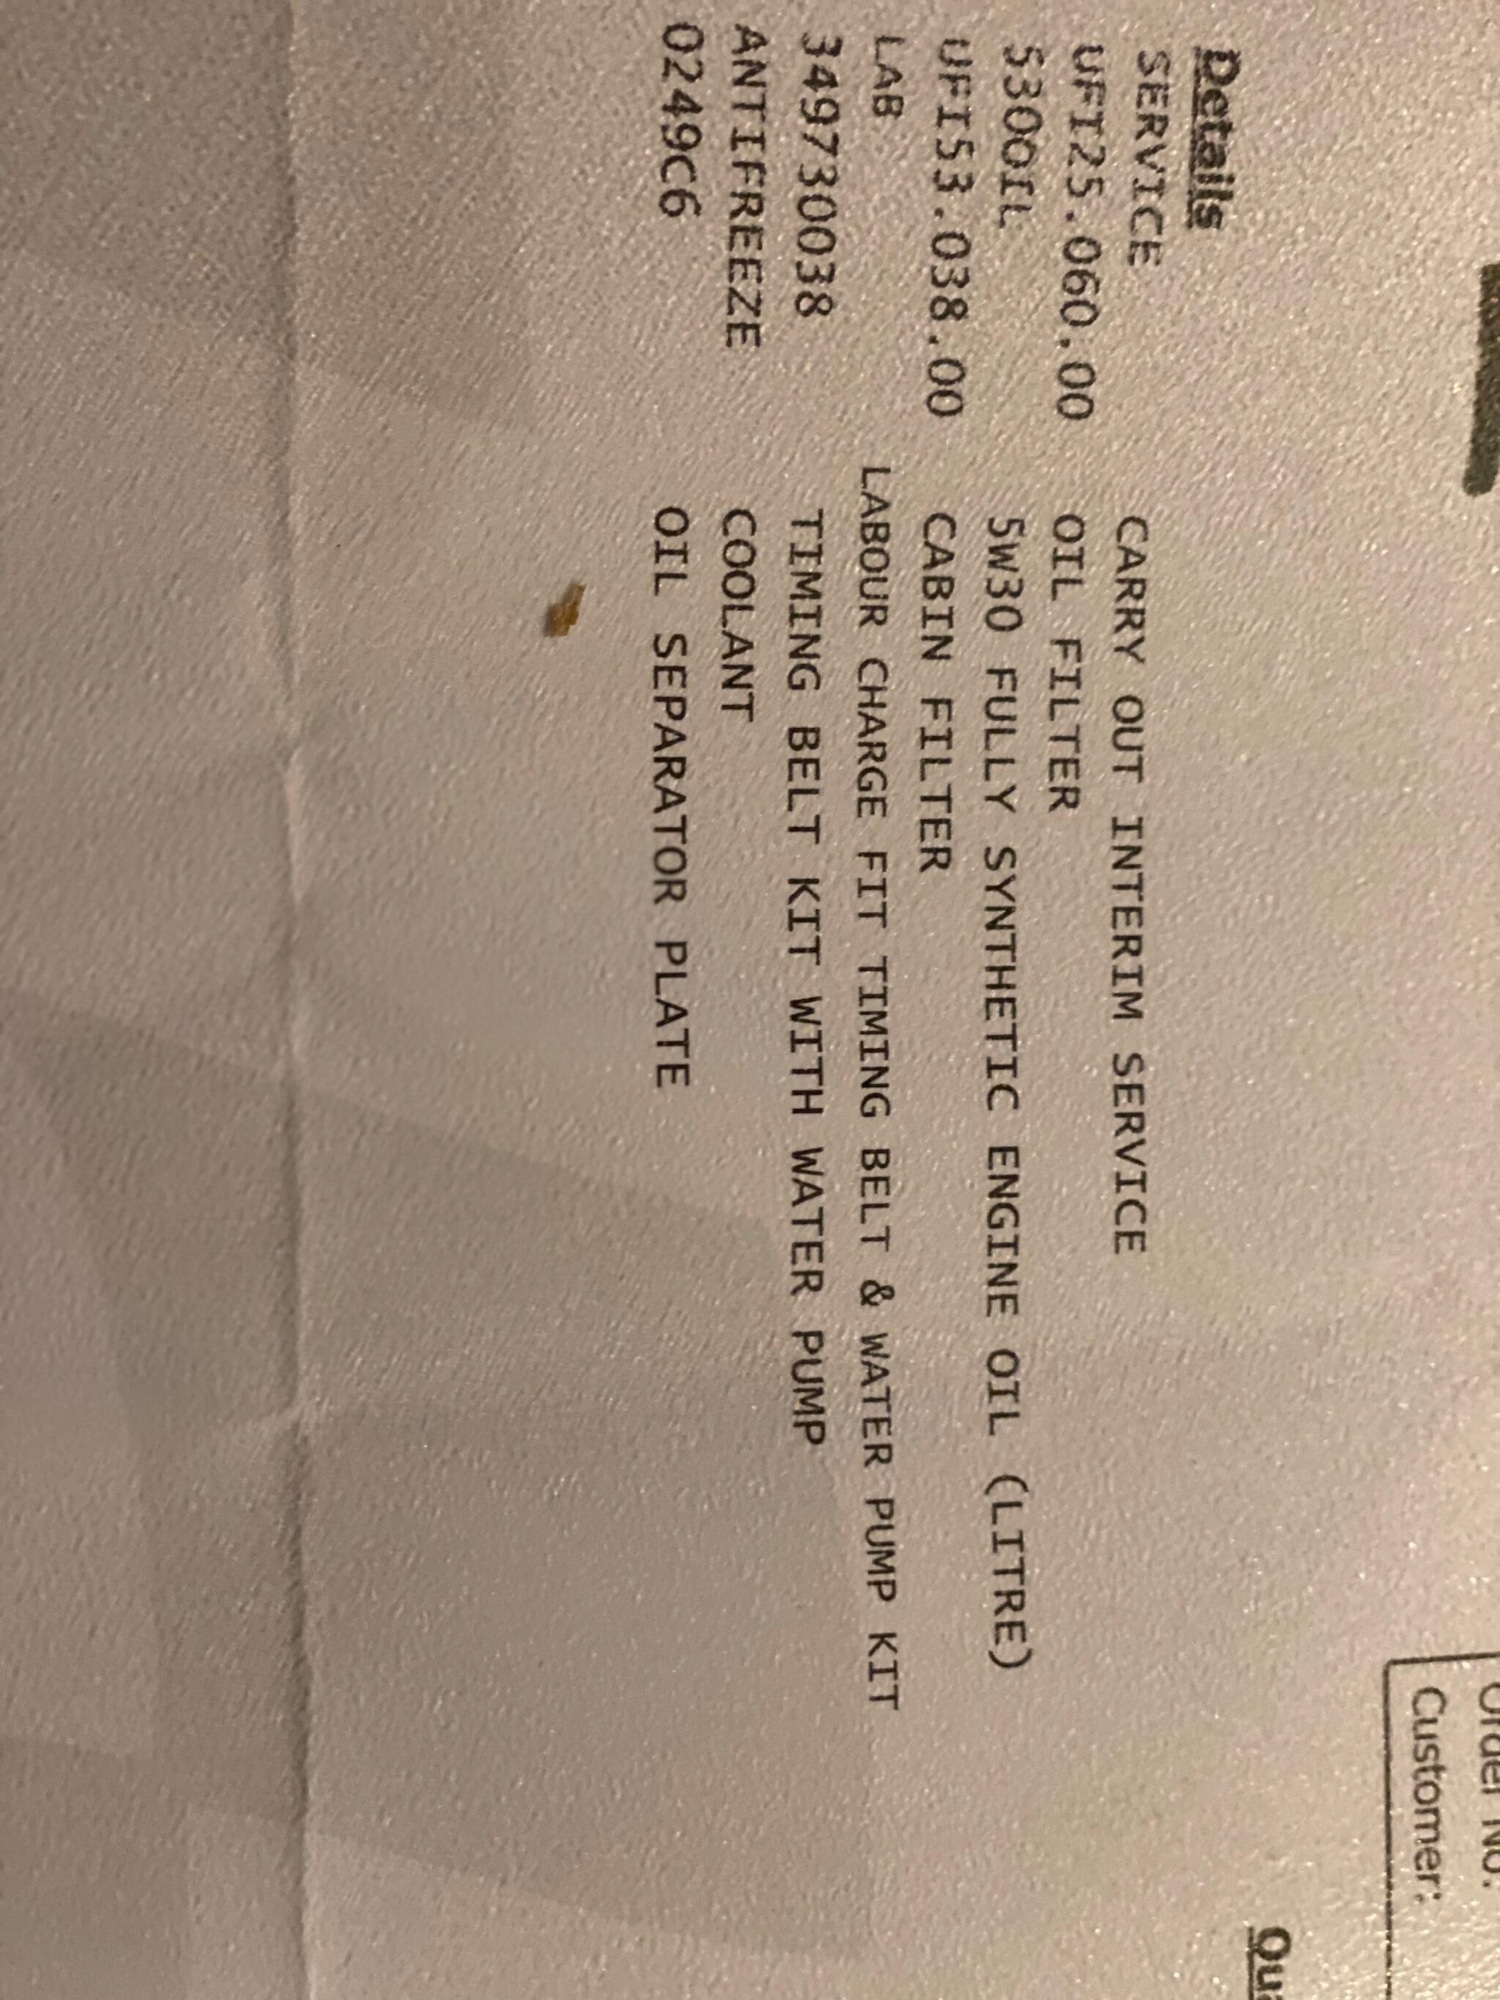 Order No:
Customer:
Details
SERVICE CARRY OUT INTERIM SERVICE
UFI25.060.00 OIL FILTER
530OIL 5W30 FULLY SYNTHETIC ENGINE OIL (LITRE)
UFI53.038.00 CABIN FILTER
LAB LABOUR CHARGE FIT TIMING BELT & WATER PUMP KIT
349730038 TIMING BELT KIT WITH WATER PUMP
ANTIFREEZE COOLANT
0249C6 OIL SEPARATOR PLATE